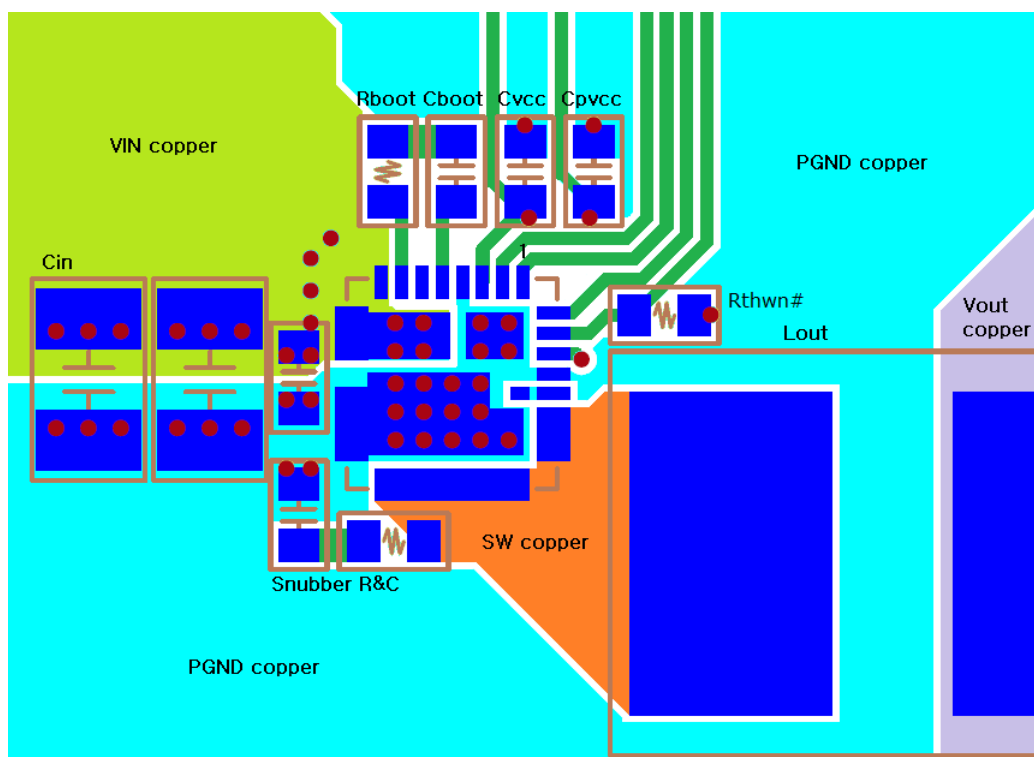 Rboot Cboot Cvcc Cpvcc
VIN copper
PGND copper
1
Cin
Rthwn#
Vout
copper
Lout
SW copper
Snubber R&C
PGND copper